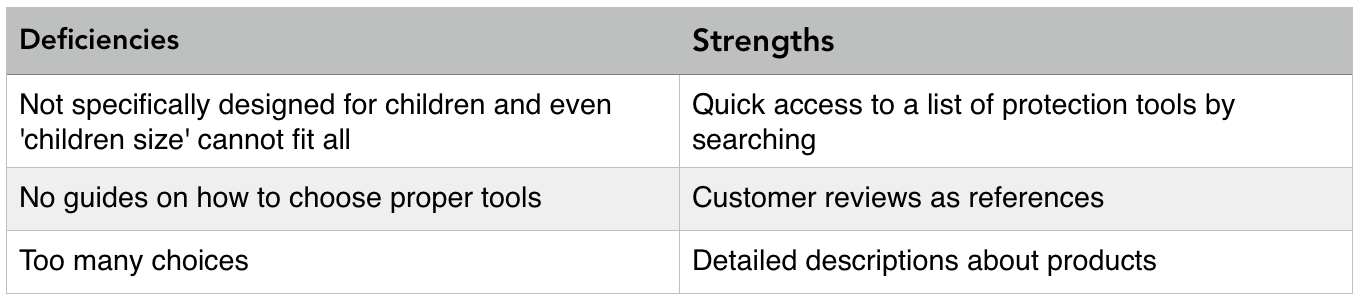 Deficiencies
Strengths
Not specifically designed for children and even
'children size' cannot fit all
Quick access to a list of protection tools by
searching
No guides on how to choose proper tools
Customer reviews as references
Too many choices
Detailed descriptions about products